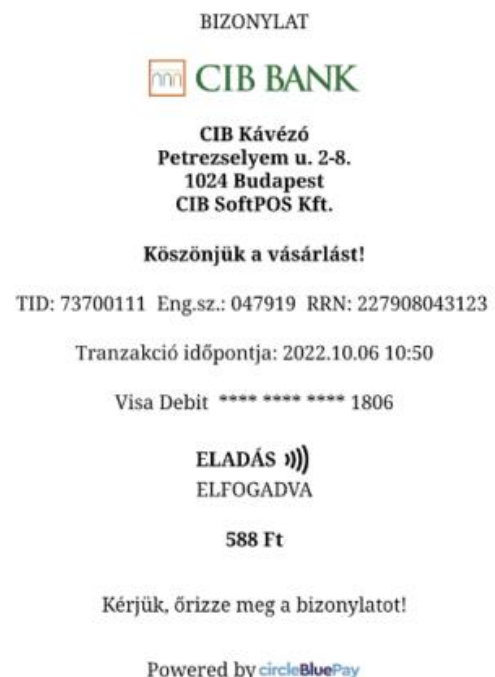 BIZONYLAT
CIB BANK
CIB Kávézó
Petrezselyem u. 2-8.
1024 Budapest
CIB SoftPOS Kft.
Köszönjük a vásárlást!
TID: 73700111 Eng.sz.: 047919 RRN: 227908043123
Tranzakció időpontja: 2022.10.06 10:50
Visa Debit **** **** **** 1806
ELADÁS
ELFOGADVA
588 Ft
Kérjük, őrizze meg a bizonylatot!
Powered by circleBluePay